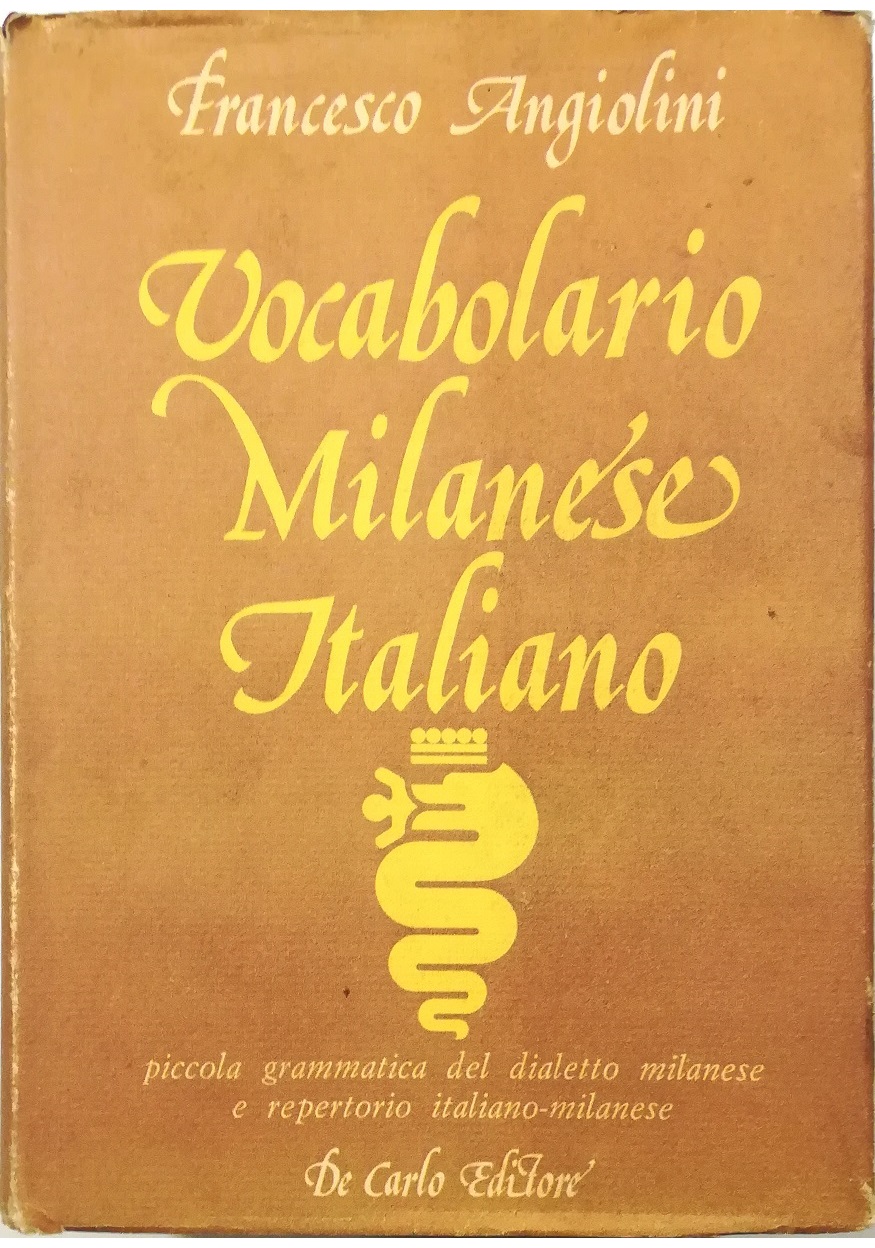 Francesco Angiolini
Vocabolario
Milanese
Italiano
piccola grammatica del dialetto milanese
e repertorio italiano-milanese
De Carlo Editore